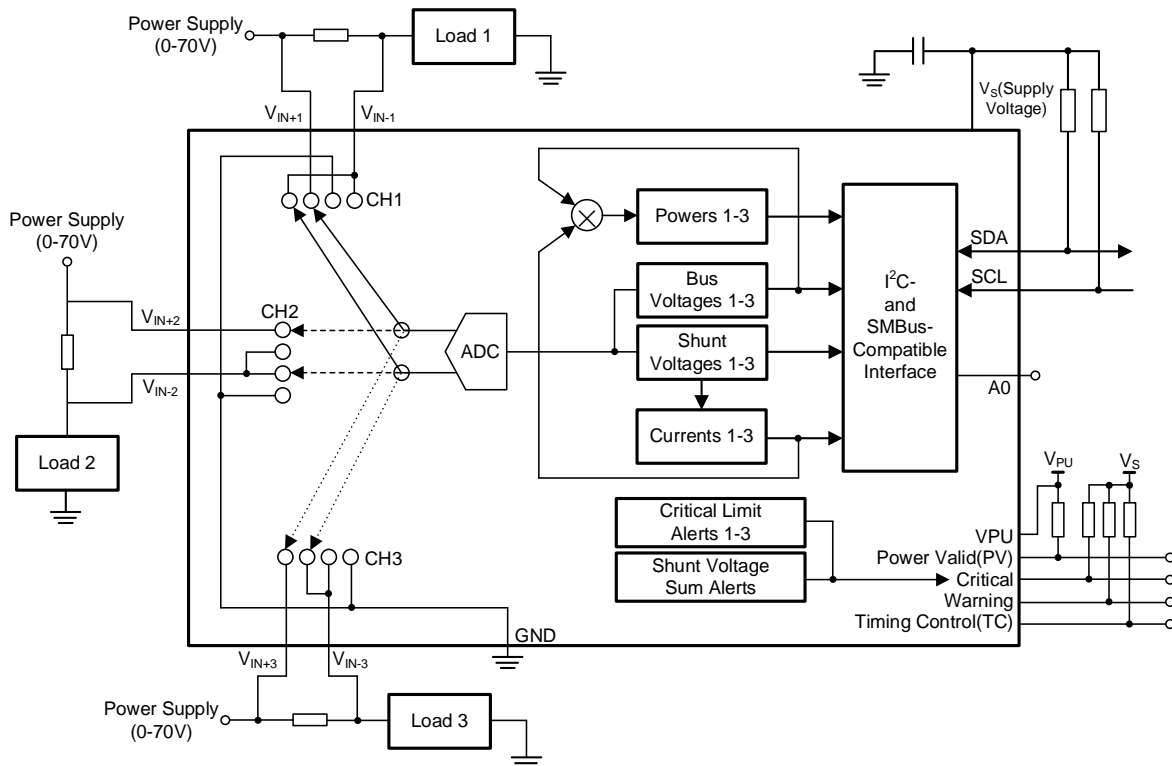 Power Supply
(0-70V)
Load 1
VIN+1
VIN-1
VS(Supply
Voltage)
CH1
Power Supply
(0-70V)
VIN+2
CH2
VIN-2
Load 2
ADC
Powers 1-3
Bus
Voltages 1-3
Shunt
Voltages 1-3
Currents 1-3
I2C-
and
SMBus-
Compatible
Interface
SDA
SCL
A0
Critical Limit
Alerts 1-3
Shunt Voltage
Sum Alerts
VPU
VS
VPU
Power Valid(PV)
Critical
Warning
Timing Control(TC)
CH3
GND
VIN+3
VIN-3
Power Supply
(0-70V)
Load 3